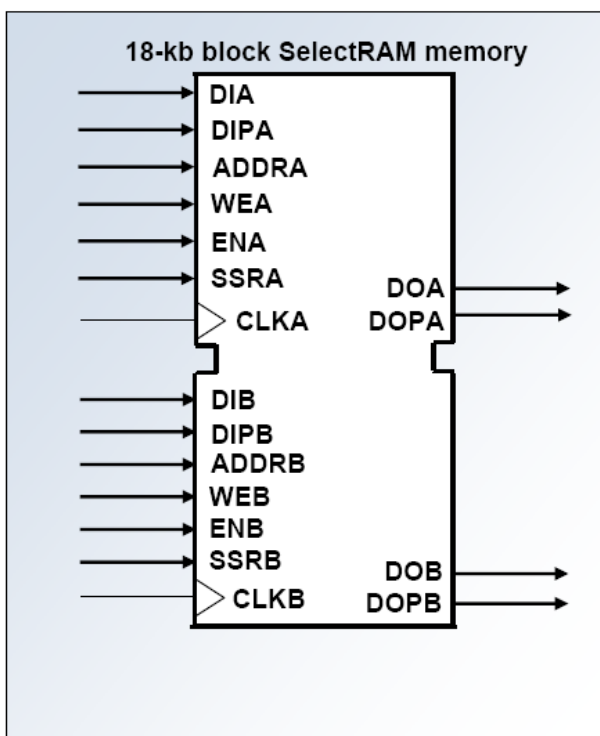 18-kb block SelectRAM memory
DIA
DIPA
ADDRA
WEA
ENA
SSRA
DOA
CLKA
DOPA
DIB
DIPB
ADDRB
WEB
ENB
SSRB
DOB
CLKB
DOPB